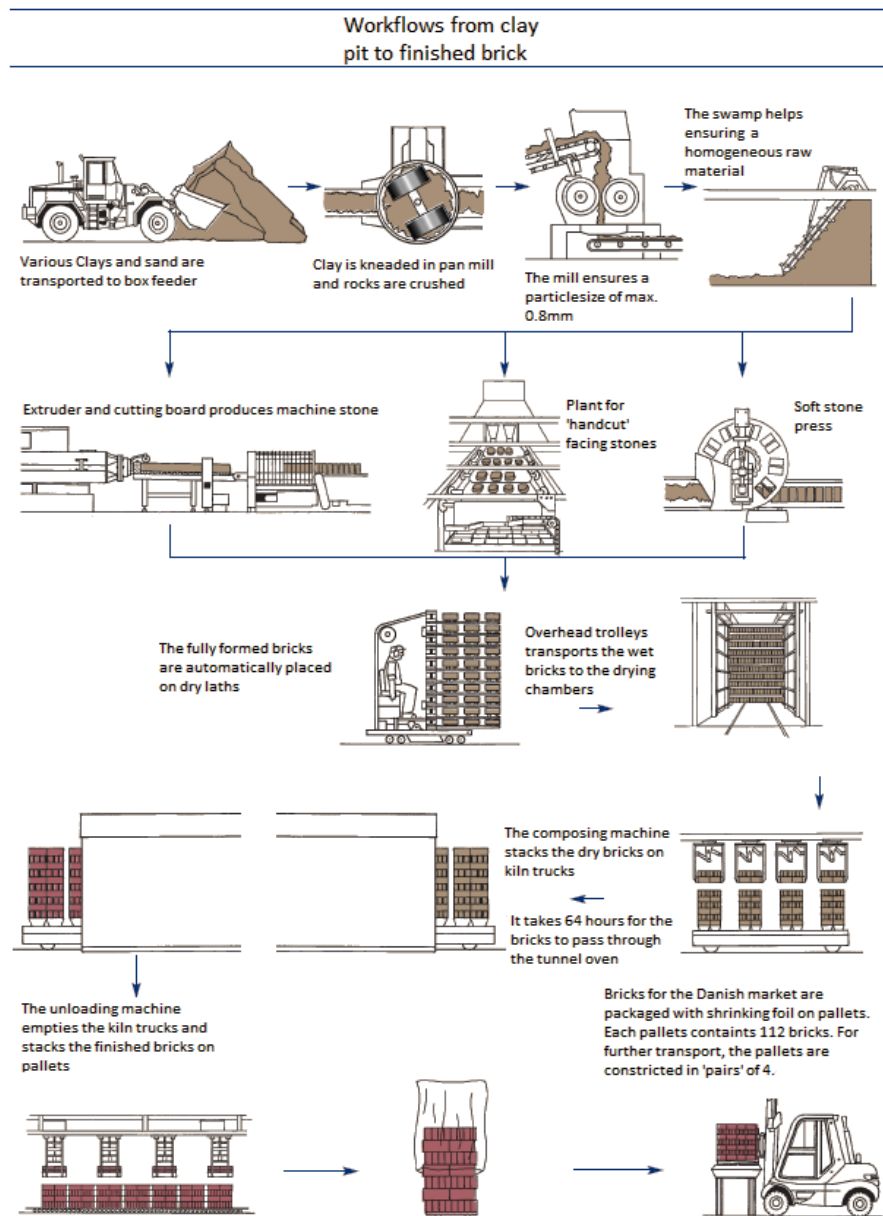 Workflows from clay
pit to finished brick
The swamp helps
ensuring a
homogeneous raw
material
Various Clays and sand are
transported to box feeder
Clay is kneaded in pan mill
and rocks are crushed
The mill ensures a
particlesize of max.
0.8mm
Extruder and cutting board produces machine stone
Plant for
'handcut'
facing stones
Soft stone
press
The fully formed bricks
are automatically placed
on dry laths
Overhead trolleys
transports the wet
bricks to the drying
chambers
The composing machine
stacks the dry bricks on
kiln trucks
It takes 64 hours for the
bricks to pass through
the tunnel oven
The unloading machine
empties the kiln trucks and
stacks the finished bricks on
pallets
Bricks for the Danish market are
packaged with shrinking foil on pallets.
Each pallets containts 112 bricks. For
further transport, the pallets are
constricted in 'pairs' of 4.